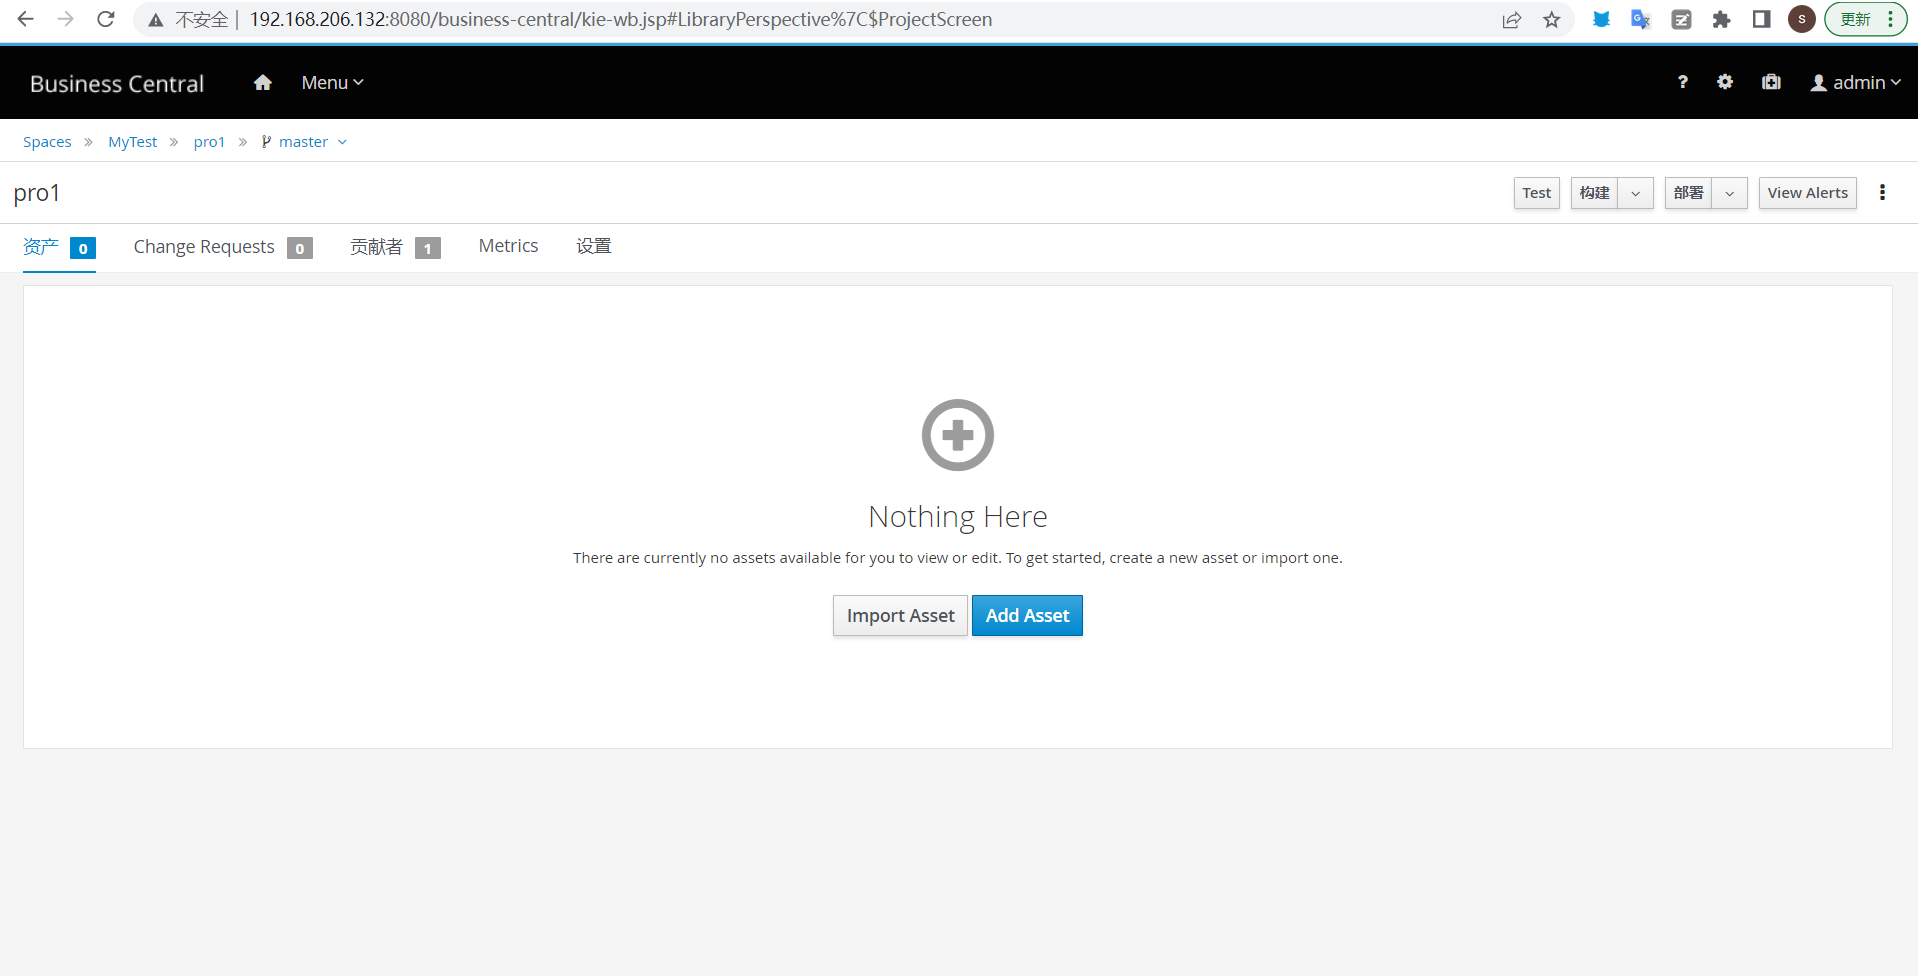 不安全 | 192.168.206.132:8080/business-central/kie-wb.jsp#LibraryPerspective%7C$ProjectScreen S 更新
Business Central Menu ? admin
Spaces » MyTest » pro1 » master
pro1 Test 构建 部署 View Alerts
资产 0 Change Requests 0 贡献者 1 Metrics 设置
Nothing Here
There are currently no assets available for you to view or edit. To get started, create a new asset or import one.
Import Asset Add Asset